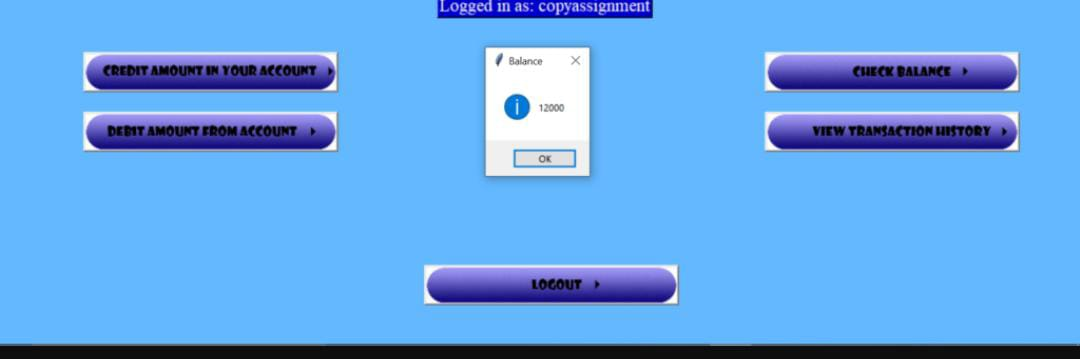 Logged in as: copyassignment
CREDIT AMOUNT IN YOUR ACCOUNT
Balance
CHECK BALANCE
12000
DEBIT AMOUNT FROM ACCOUNT
VIEW TRANSACTION HISTORY
OK
LOGOUT